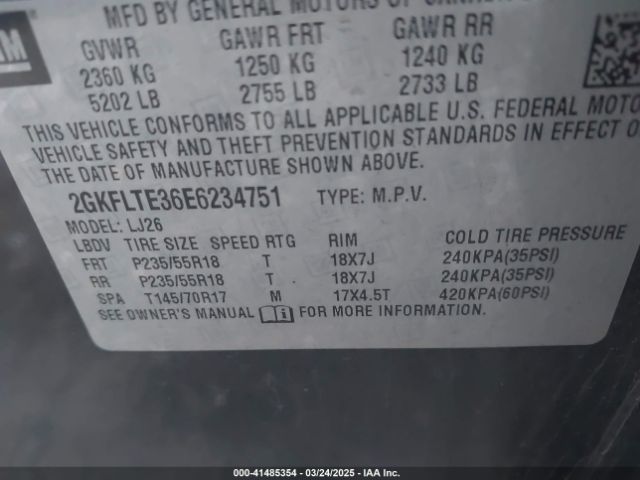 MFD BY GENERAL MOTORS OF
GM
GVWR GAWR FRT GAWR RR
2360 KG 1250 KG 1240 KG
5202 LB 2755 LB 2733 LB
THIS VEHICLE CONFORMS TO ALL APPLICABLE U.S. FEDERAL MOTO
VEHICLE SAFETY AND THEFT PREVENTION STANDARDS IN EFFECT O
THE DATE OF MANUFACTURE SHOWN ABOVE.
2GKFLTE36E6234751 TYPE: M.P.V.
MODEL: LJ26
LBDV TIRE SIZE SPEED RTG RIM COLD TIRE PRESSURE
FRT P235/55R18 T 18X7J 240KPA(35PSI)
RR P235/55R18 T 18X7J 240KPA(35PSI)
SPA T145/70R17 M 17X4.5T 420KPA(60PSI)
SEE OWNER'S MANUAL i FOR MORE INFORMATION.
000-41485354 - 03/24/2025 - IAA Inc.